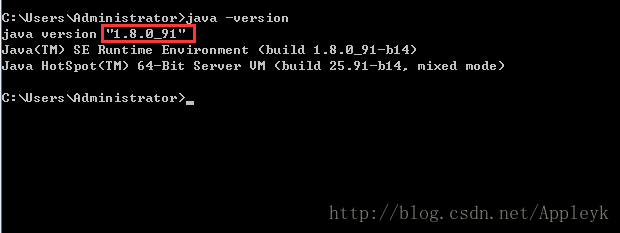 C:\Users\Administrator>java -version
java version "1.8.0_91"
Java(TM) SE Runtime Environment (build 1.8.0_91-b14)
Java HotSpot(TM) 64-Bit Server VM (build 25.91-b14, mixed mode)
C:\Users\Administrator>_
http://blog.csdn.net/Appleyk